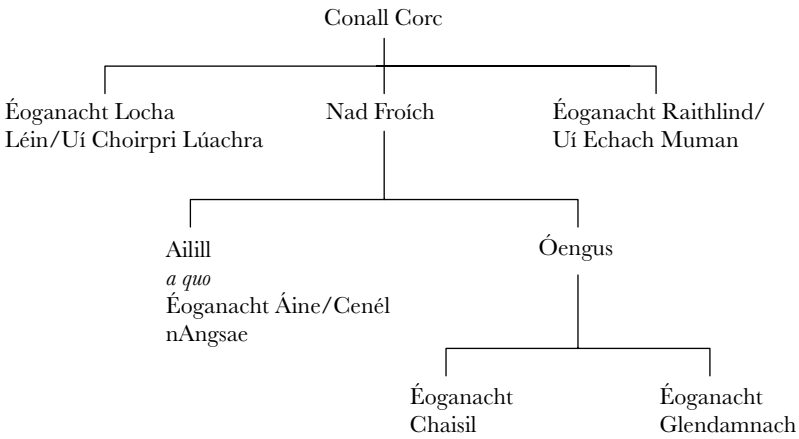 Conall Corc
Éoganacht Locha
Léin/Uí Choirpri Lúachra
Nad Froích
Éoganacht Raithlind/
Uí Echach Muman
Ailill
a quo
Éoganacht Áine/Cenél
nAngsae
Óengus
Éoganacht
Chaisil
Éoganacht
Glendamnach